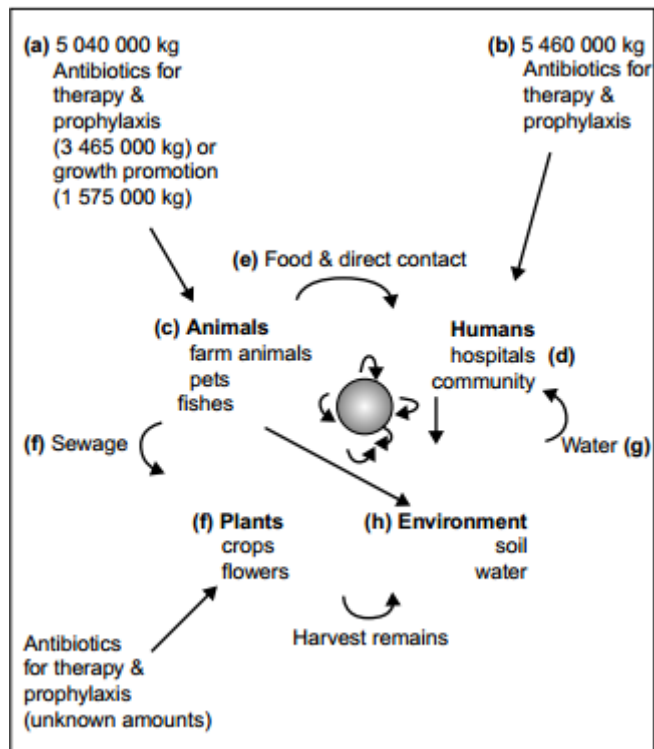 (a) 5 040 000 kg
Antibiotics for
therapy &
prophylaxis
(3 465 000 kg) or
growth promotion
(1 575 000 kg)
(b) 5 460 000 kg
Antibiotics for
therapy &
prophylaxis
(e) Food & direct contact
(c) Animals
farm animals
pets
fishes
Humans
hospitals (d)
community
(f) Sewage
Water (g)
(f) Plants
crops
flowers
(h) Environment
soil
water
Harvest remains
Antibiotics
for therapy &
prophylaxis
(unknown amounts)